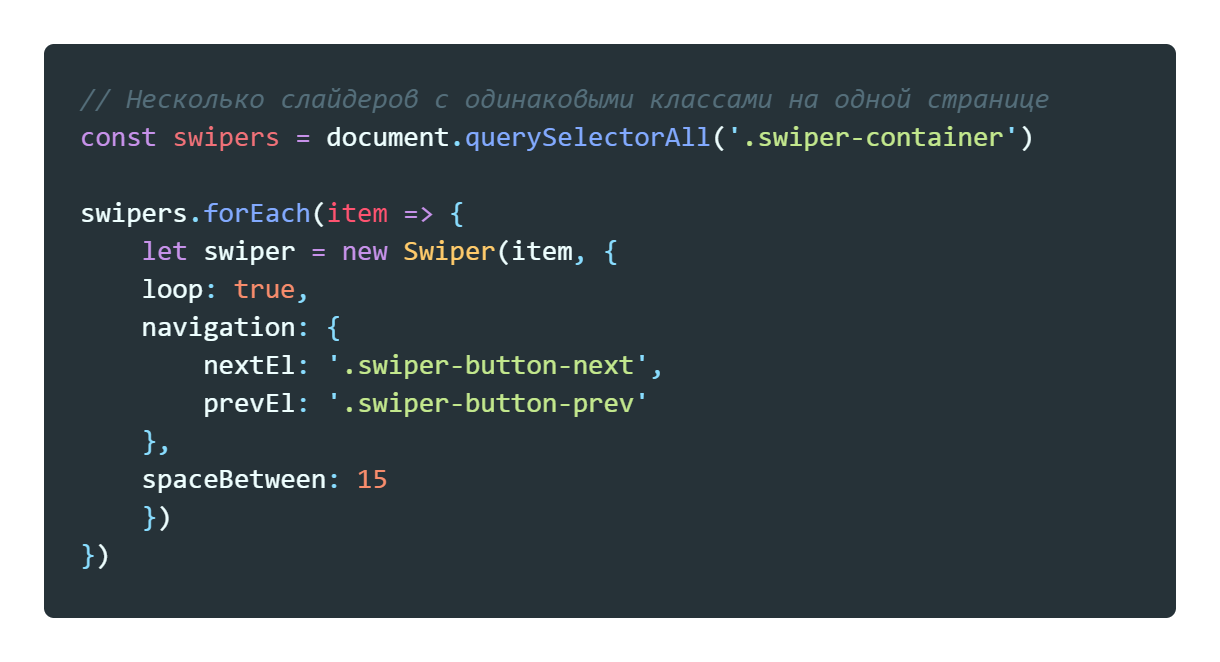 // Несколько слайдеров с одинаковыми классами на одной странице
const swipers = document.querySelectorAll('.swiper-container')

swipers.forEach(item => {
    let swiper = new Swiper(item, {
    loop: true,
    navigation: {
        nextEl: '.swiper-button-next',
        prevEl: '.swiper-button-prev'
    },
    spaceBetween: 15
    })
})